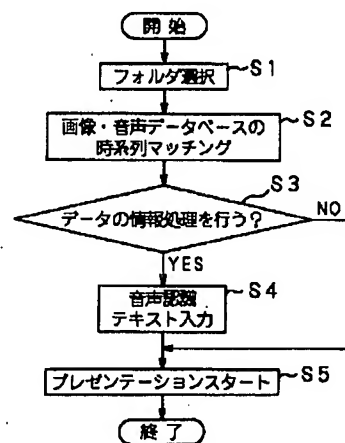 開始
フォルダ選択
S1
画像・音声データベースの
時系列マッチング
S2
データの情報処理を行う？
S3
NO
YES
音声認識
テキスト入力
S4
プレゼンテーションスタート
S5
終了